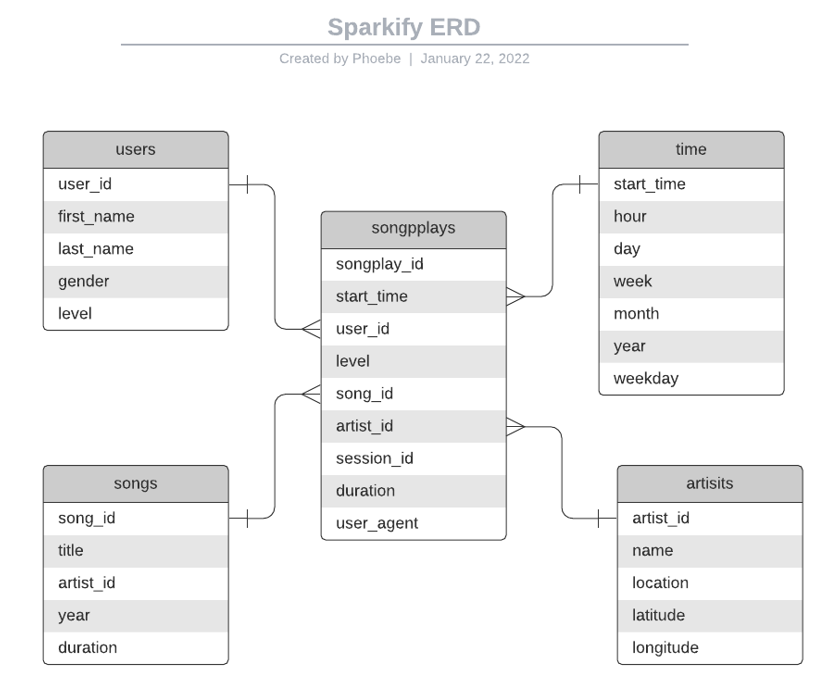 Sparkify ERD
Created by Phoebe | January 22, 2022
users
user_id
first_name
last_name
gender
level
songpplays
songplay_id
start_time
user_id
level
song_id
artist_id
session_id
duration
user_agent
time
start_time
hour
day
week
month
year
weekday
songs
song_id
title
artist_id
year
duration
artisits
artist_id
name
location
latitude
longitude